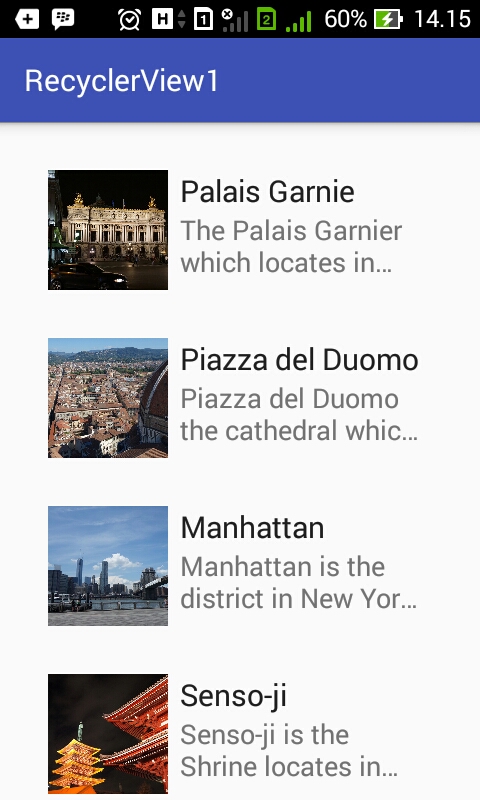 H 1 2 60% 14.15
RecyclerView1
Palais Garnie
The Palais Garnier
which locates in...
Piazza del Duomo
Piazza del Duomo
the cathedral whic...
Manhattan
Manhattan is the
district in New Yor...
Senso-ji
Senso-ji is the
Shrine locates in...